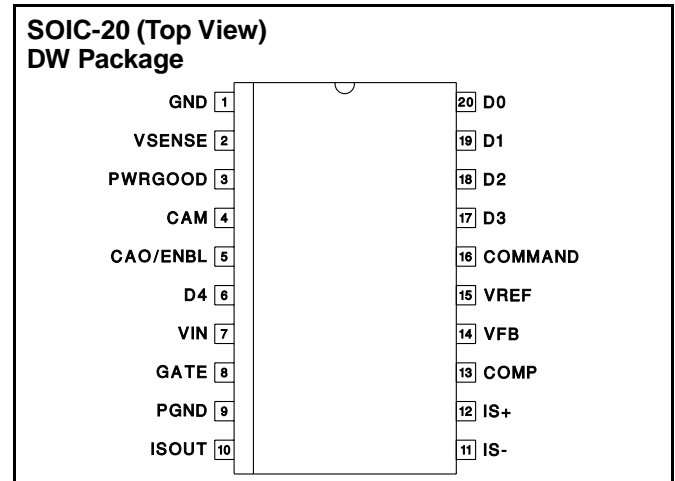 SOIC-20 (Top View)
DW Package
GND 1
VSENSE 2
PWRGOOD 3
CAM 4
CAO/ENBL 5
D4 6
VIN 7
GATE 8
PGND 9
ISOUT 10
20 D0
19 D1
18 D2
17 D3
16 COMMAND
15 VREF
14 VFB
13 COMP
12 IS+
11 IS-